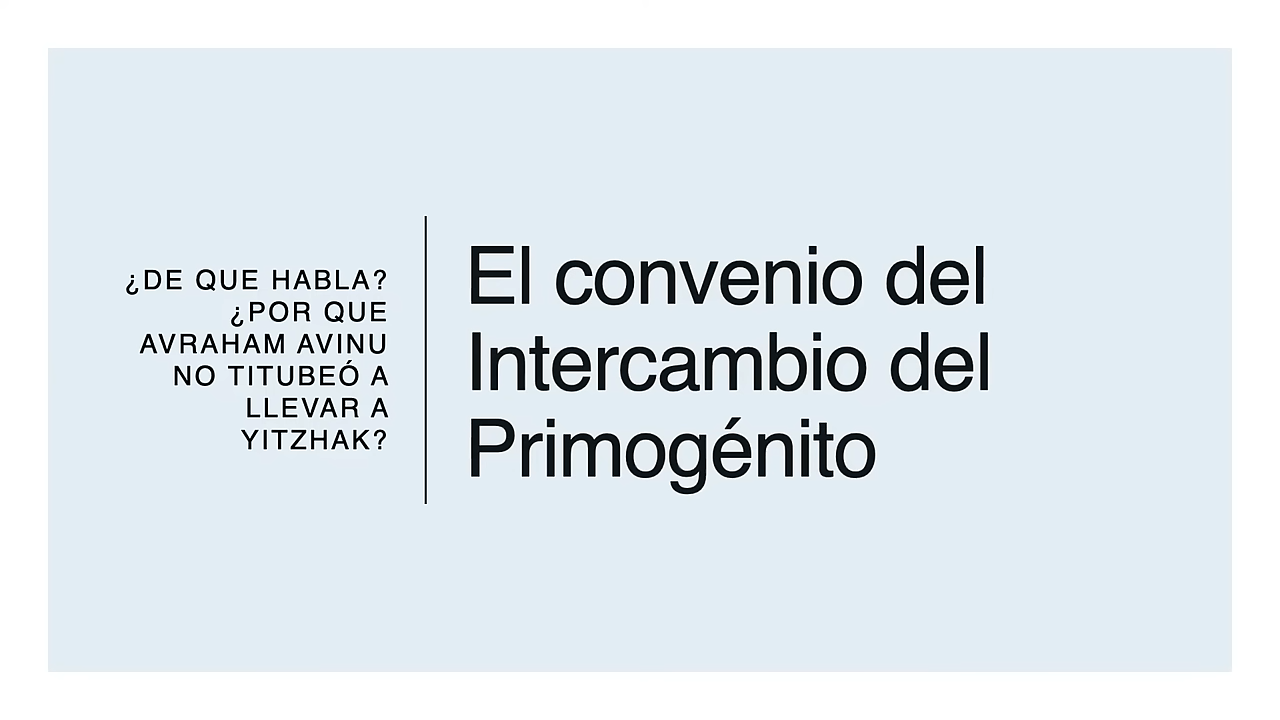 ¿DE QUE HABLA?
¿POR QUE
AVRAHAM AVINU
NO TITUBEÓ A
LLEVAR A
YITZHAK?
El convenio del
Intercambio del
Primogénito